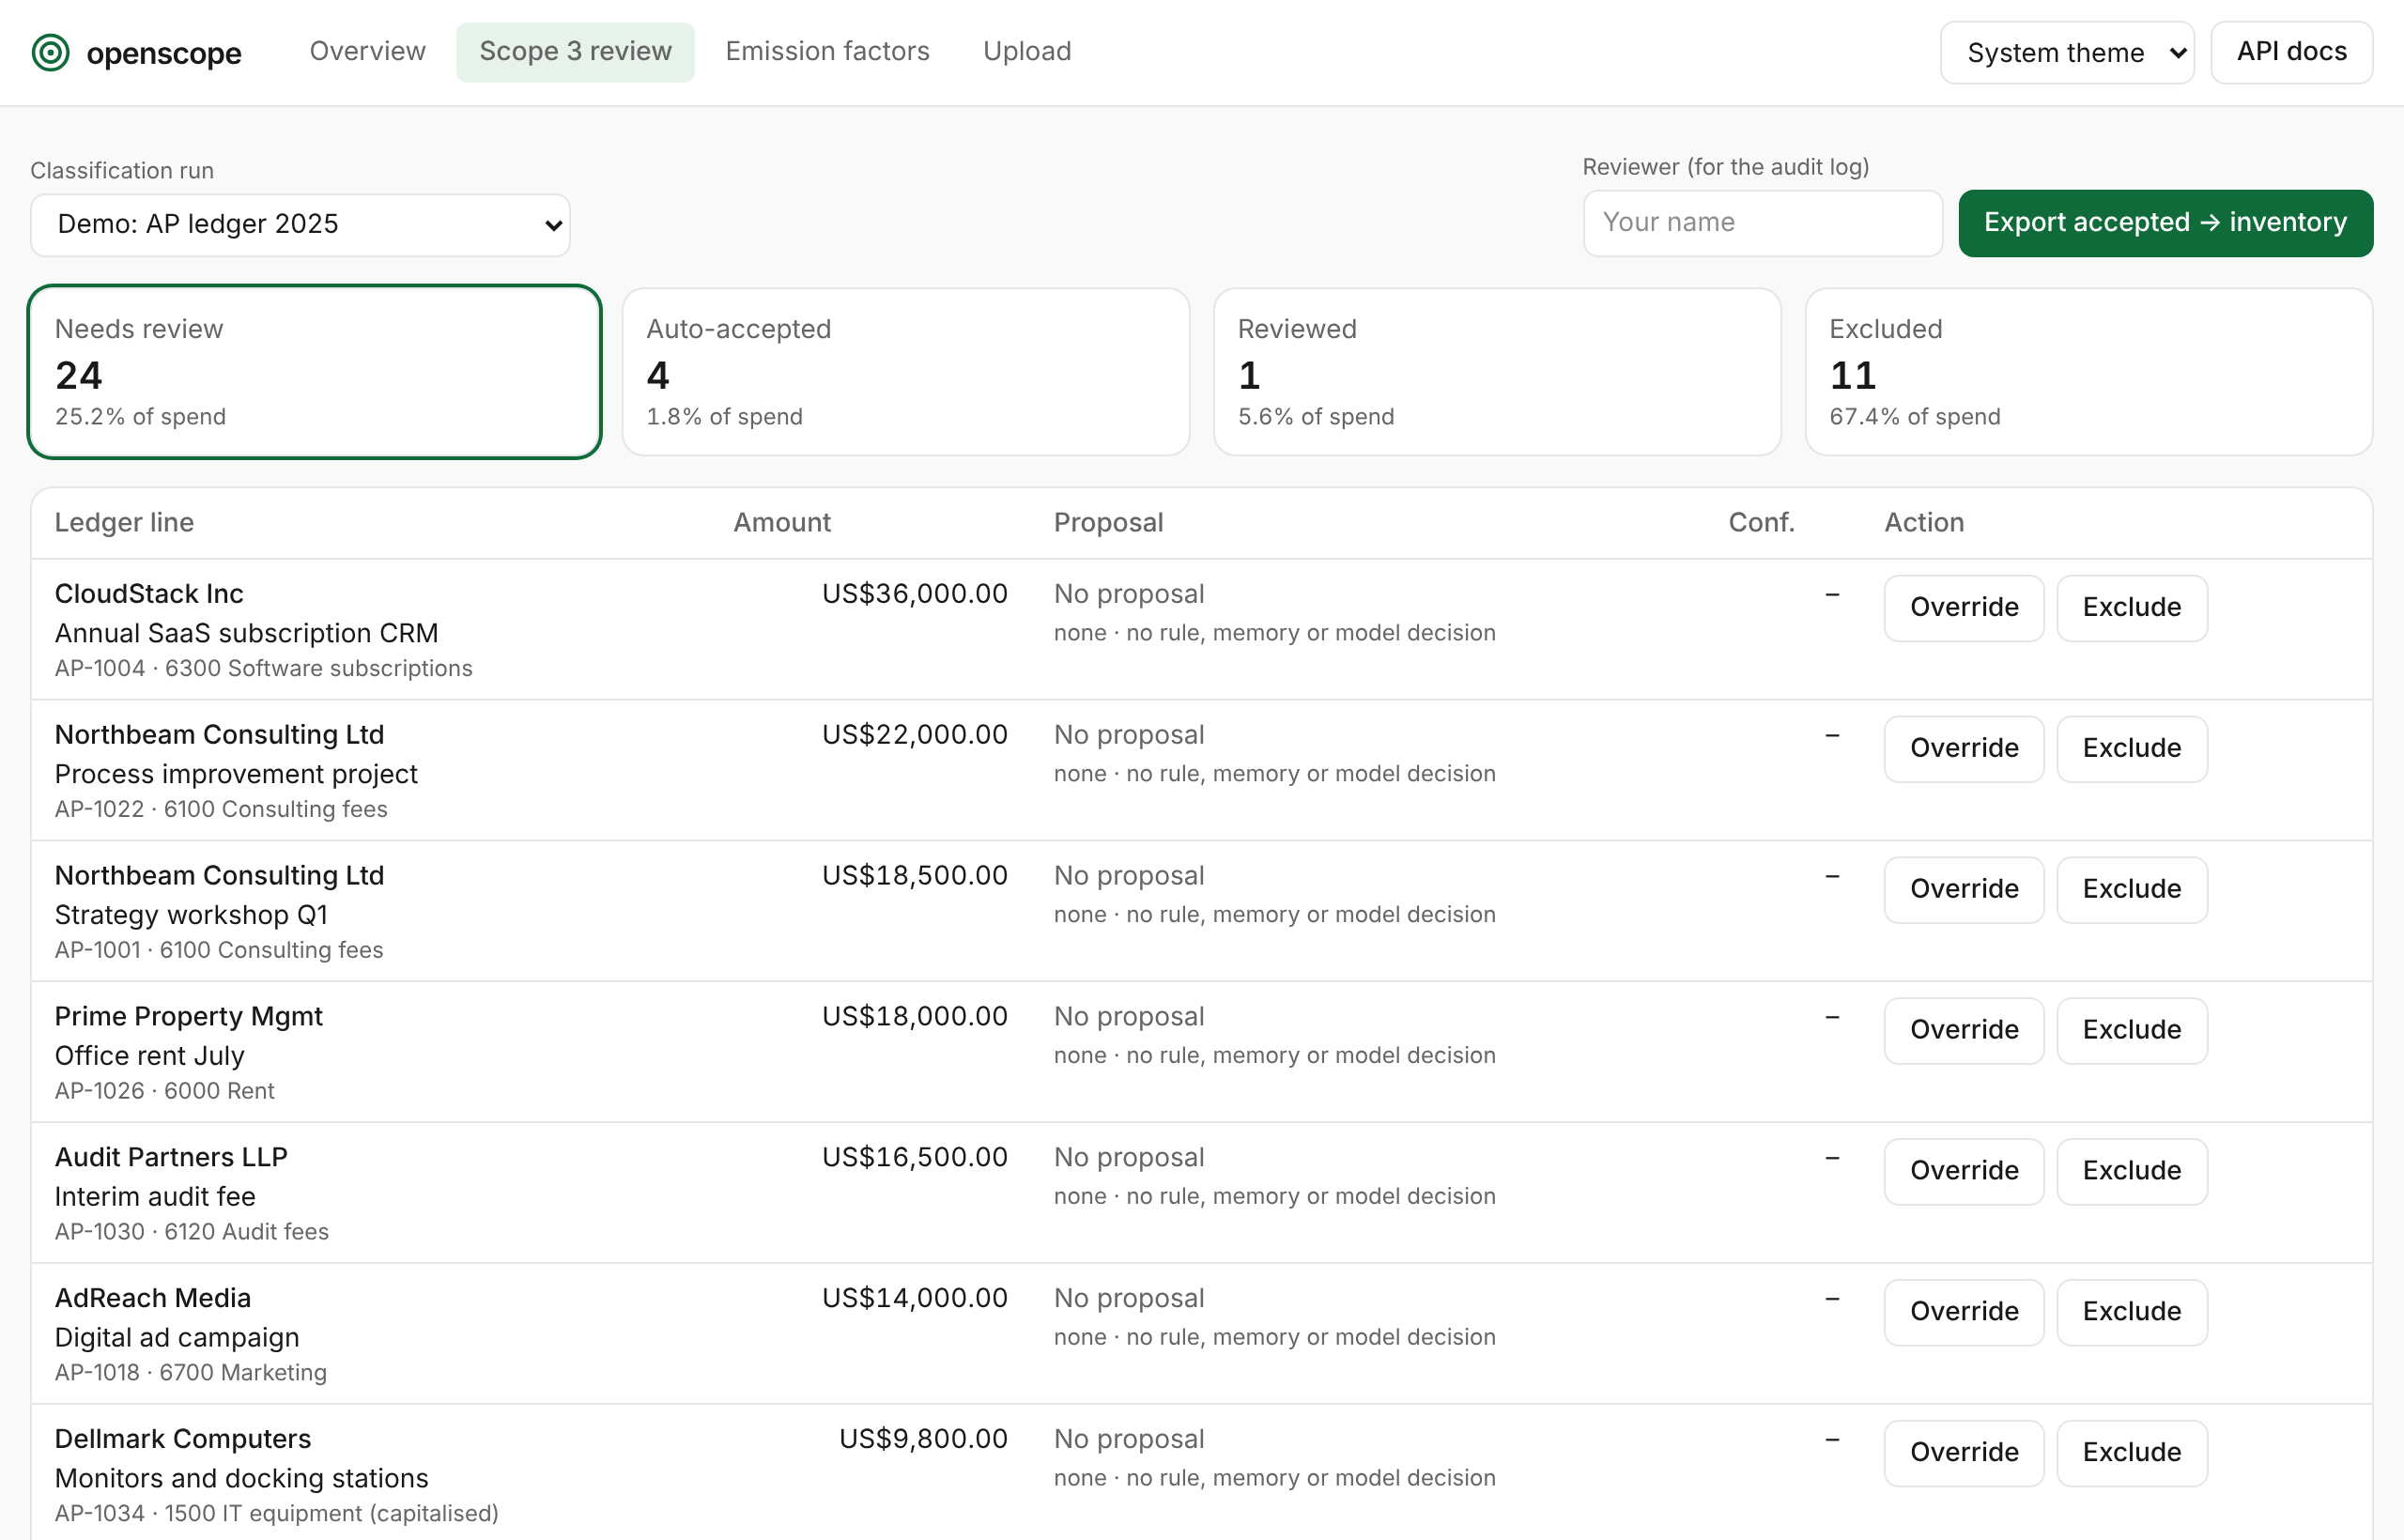 openscope Overview Scope 3 review Emission factors Upload System theme API docs
Classification run Reviewer (for the audit log)
Demo: AP ledger 2025 Your name Export accepted → inventory
Needs review Auto-accepted Reviewed Excluded
24 4 1 11
25.2% of spend 1.8% of spend 5.6% of spend 67.4% of spend
Ledger line Amount Proposal Conf. Action
CloudStack Inc US$36,000.00 No proposal – Override Exclude
Annual SaaS subscription CRM none · no rule, memory or model decision
AP-1004 · 6300 Software subscriptions
Northbeam Consulting Ltd US$22,000.00 No proposal – Override Exclude
Process improvement project none · no rule, memory or model decision
AP-1022 · 6100 Consulting fees
Northbeam Consulting Ltd US$18,500.00 No proposal – Override Exclude
Strategy workshop Q1 none · no rule, memory or model decision
AP-1001 · 6100 Consulting fees
Prime Property Mgmt US$18,000.00 No proposal – Override Exclude
Office rent July none · no rule, memory or model decision
AP-1026 · 6000 Rent
Audit Partners LLP US$16,500.00 No proposal – Override Exclude
Interim audit fee none · no rule, memory or model decision
AP-1030 · 6120 Audit fees
AdReach Media US$14,000.00 No proposal – Override Exclude
Digital ad campaign none · no rule, memory or model decision
AP-1018 · 6700 Marketing
Dellmark Computers US$9,800.00 No proposal – Override Exclude
Monitors and docking stations none · no rule, memory or model decision
AP-1034 · 1500 IT equipment (capitalised)